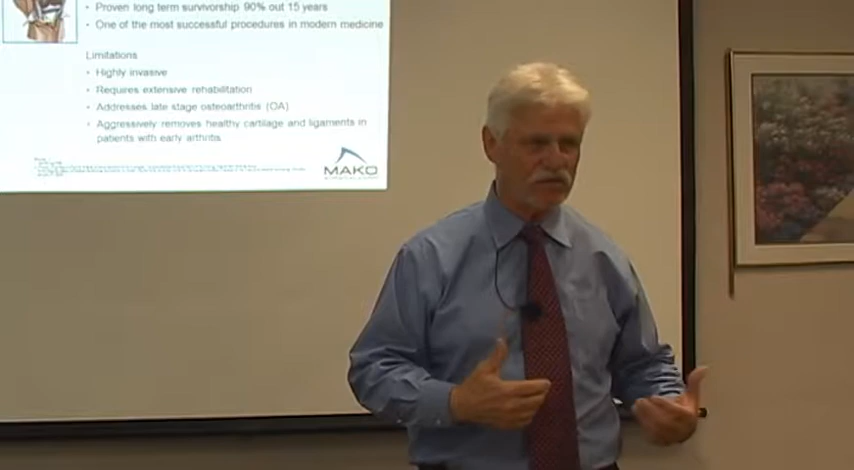 • Proven long term survivorship 90% out 15 years
• One of the most successful procedures in modern medicine
Limitations
• Highly invasive
• Requires extensive rehabilitation
• Addresses late stage osteoarthritis (OA)
• Aggressively removes healthy cartilage and ligaments in
patients with early arthritis.
MAKO